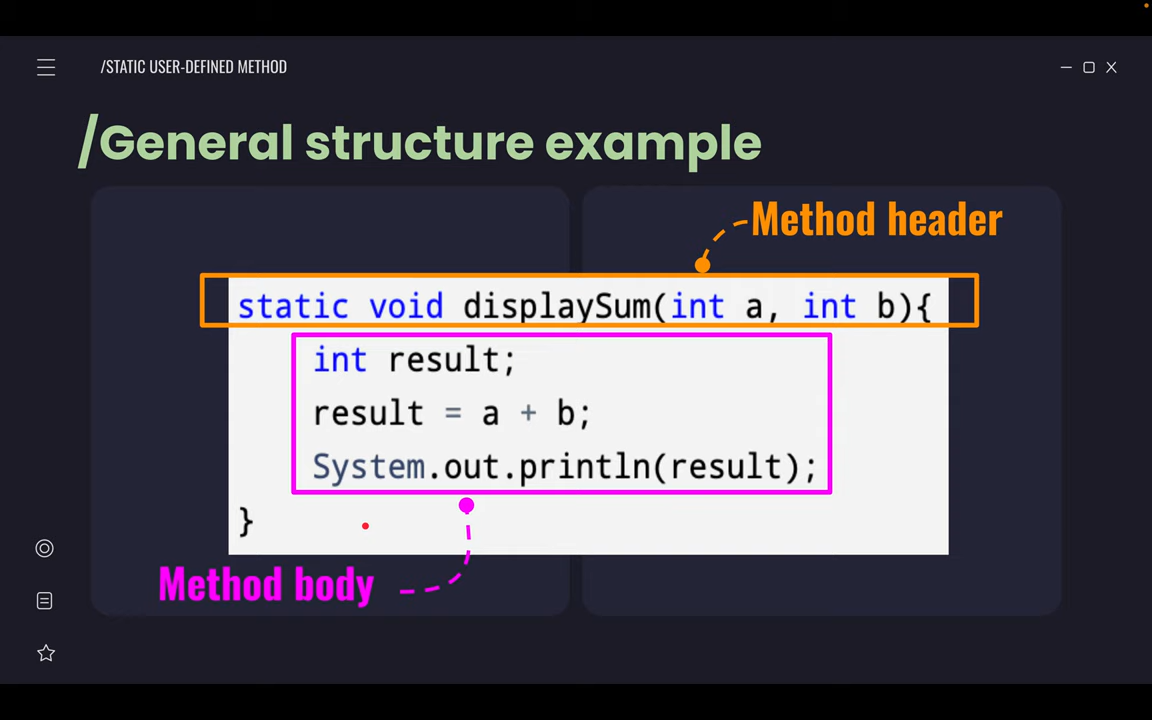 /STATIC USER-DEFINED METHOD
/General structure example
Method header
static void displaySum(int a, int b){
int result;
result = a + b;
System.out.println(result);
}
Method body